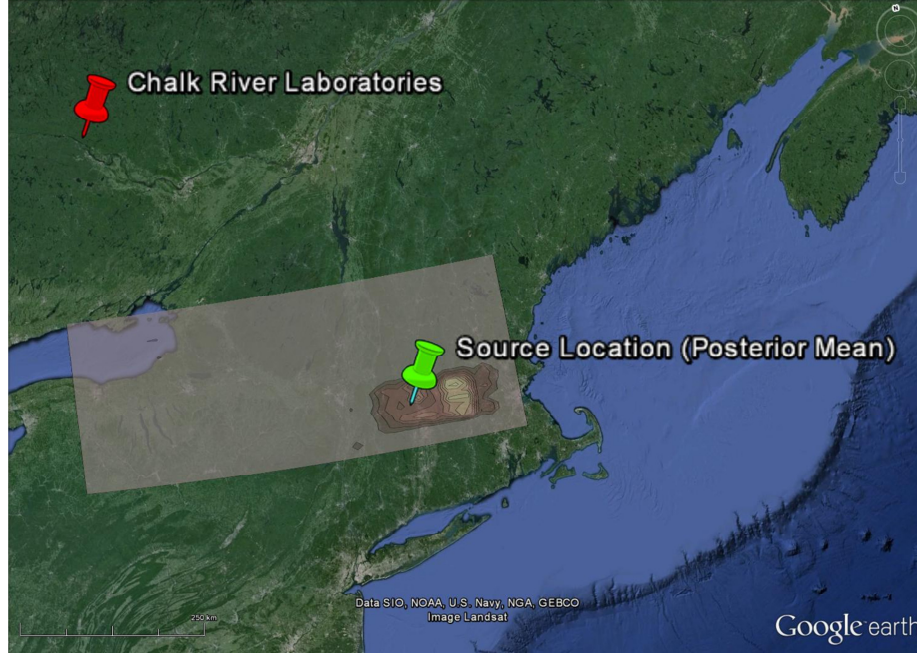 N
Chalk River Laboratories
Source Location (Posterior Mean)
250 km
Data SIO, NOAA, U.S. Navy, NGA, GEBCO
Image Landsat
Google earth